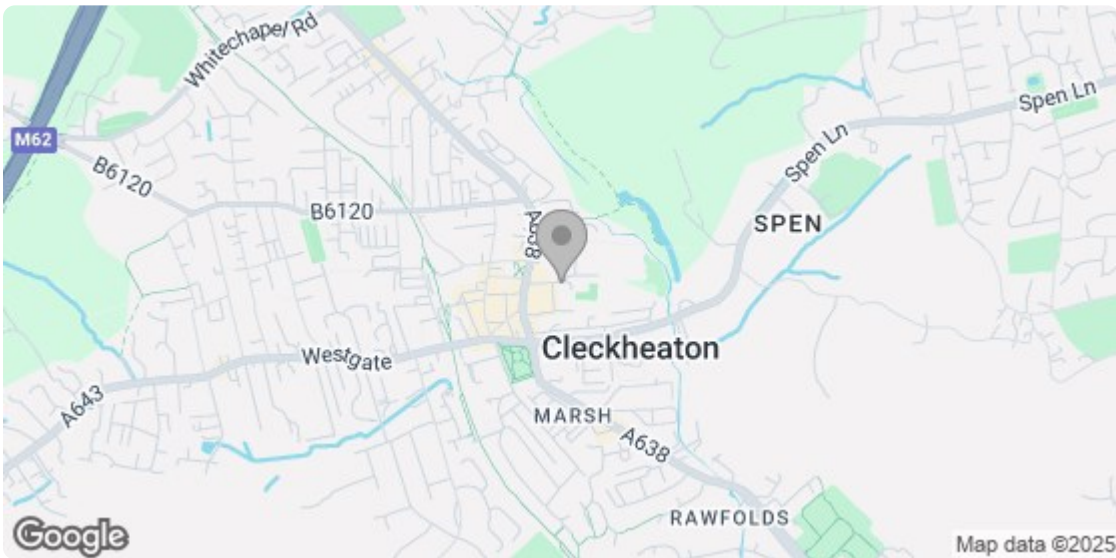 Whitechapel Rd
Spen Ln
M62
Spen Ln
B6120
B6120
A638
SPEN
Cleckheaton
Westgate
A643
MARSH
A638
RAWFOLDS
Google
Map data ©2025